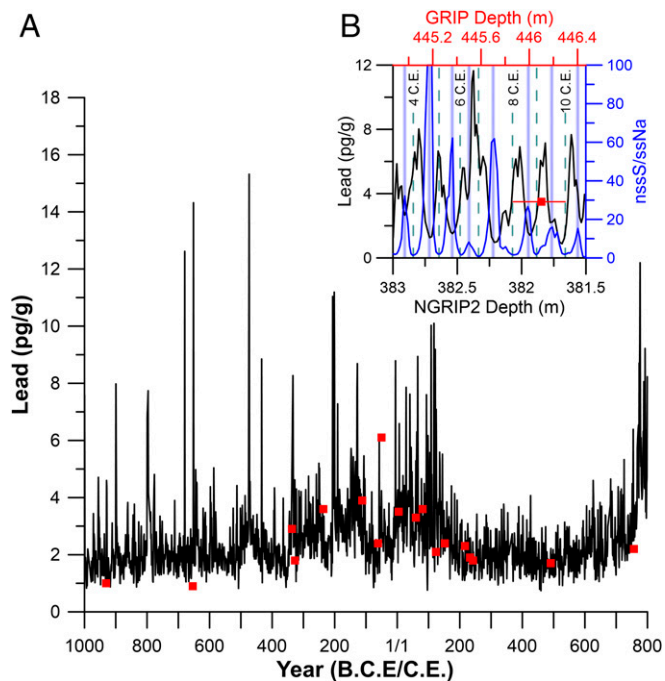 A
B
GRIP Depth (m)
445.2 445.6 446 446.4
12
8
4
0
Lead (pg/g)
4 C.E.
6 C.E.
8 C.E.
10 C.E.
100
80
60
40
20
0
nssS/ssNa
383 382.5 382 381.5
NGRIP2 Depth (m)
18
16
14
12
10
8
6
4
2
0
Lead (pg/g)
1000 800 600 400 200 1/1 200 400 600 800
Year (B.C.E/C.E.)